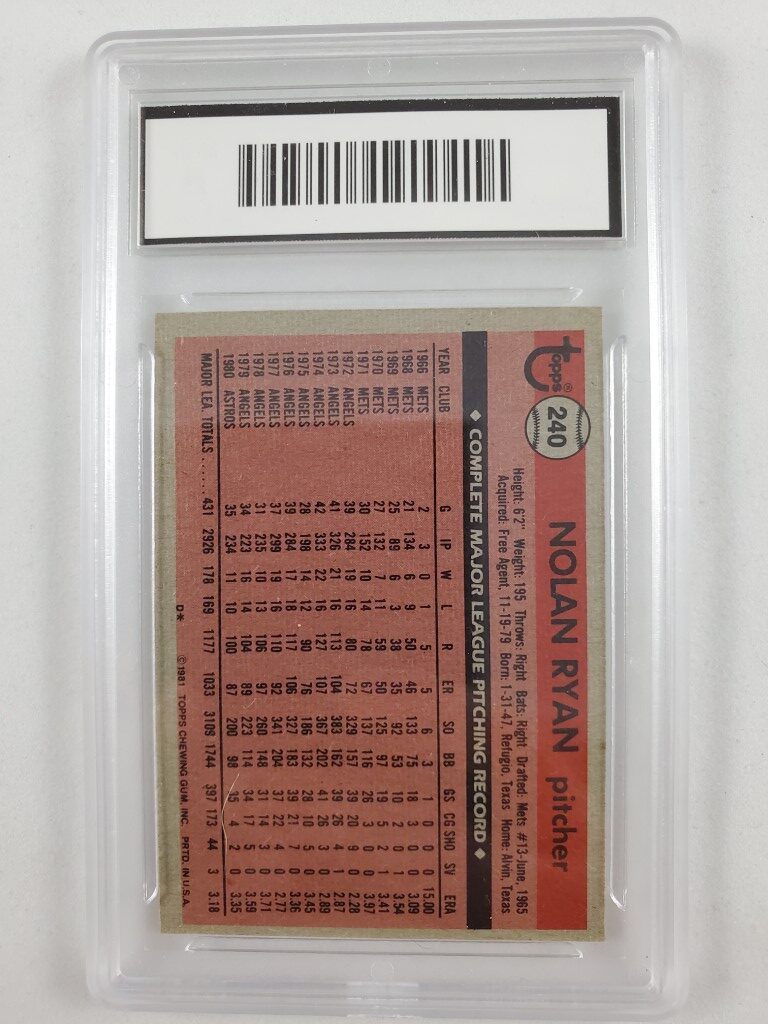 topps®
240
NOLAN RYAN pitcher
Height: 6'2" Weight: 195 Throws: Right Bats: Right Drafted: Mets #13-June, 1965
Acquired: Free Agent, 11-19-79 Born: 1-31-47, Refugio, Texas Home: Alvin, Texas
◆ COMPLETE MAJOR LEAGUE PITCHING RECORD ◆
YEAR CLUB G IP W L R ER SO BB GS CG SHO SV ERA
1966 METS 2 3 0 1 5 5 6 3 1 0 0 0 15.00
1968 METS 21 134 6 9 50 46 133 75 18 3 0 0 3.09
1969 METS 25 89 6 3 38 35 92 53 10 2 0 1 3.54
1970 METS 27 132 7 11 59 50 125 97 19 5 2 1 3.41
1971 METS 30 152 10 14 78 67 137 116 26 3 0 0 3.97
1972 ANGELS 39 284 19 16 80 72 329 157 39 20 9 0 2.28
1973 ANGELS 41 326 21 16 113 104 383 162 39 26 4 1 2.87
1974 ANGELS 42 333 22 16 127 107 367 202 41 26 3 0 2.89
1975 ANGELS 28 198 14 12 90 76 186 132 28 10 5 0 3.45
1976 ANGELS 39 284 17 18 117 106 327 183 39 21 7 0 3.36
1977 ANGELS 37 299 19 16 110 92 341 204 37 22 4 0 2.77
1978 ANGELS 31 235 10 13 106 97 260 148 31 14 3 0 3.71
1979 ANGELS 34 223 16 14 104 89 223 114 34 17 5 0 3.59
1980 ASTROS 35 234 11 10 100 87 200 98 35 4 2 0 3.35
MAJOR LEA. TOTALS...... 431 2926 178 169 1177 1033 3109 1744 397 173 44 3 3.18
D* ©1981 TOPPS CHEWING GUM, INC. PRTD. IN U.S.A.